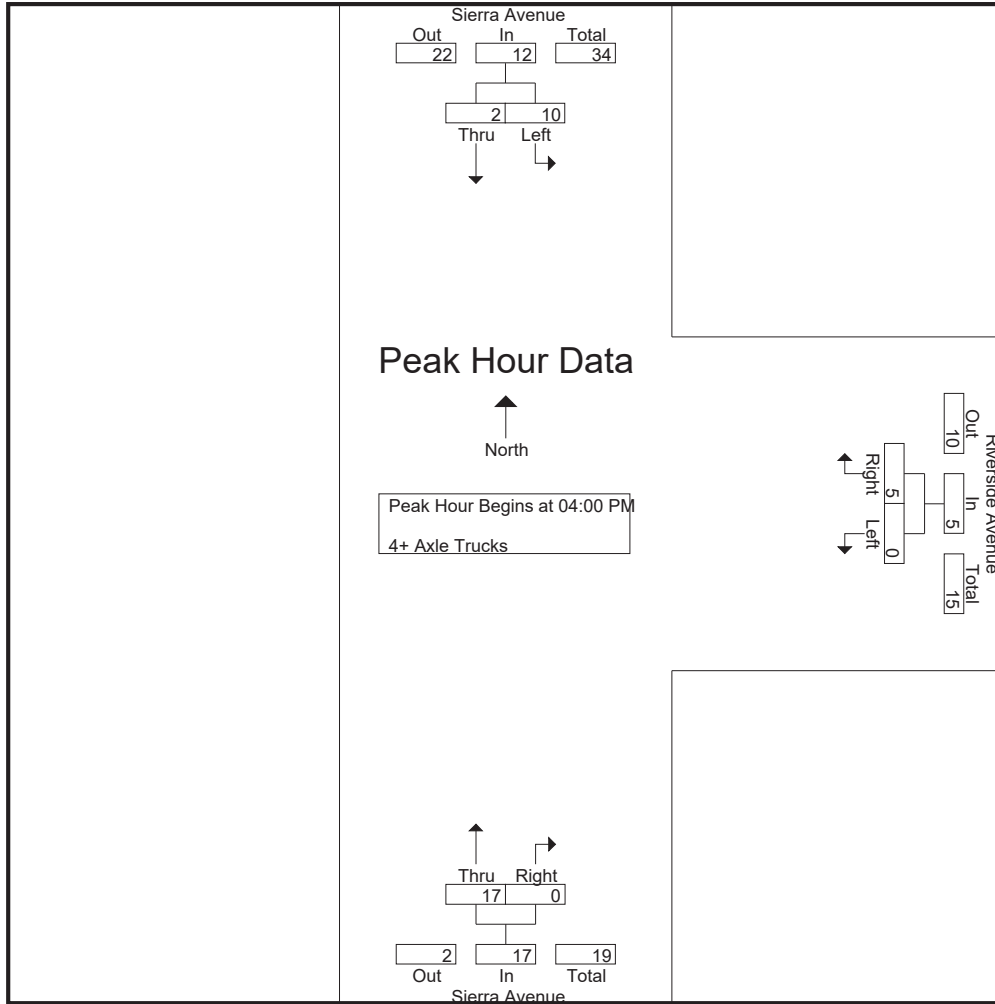 Sierra Avenue
Out In Total
22 12 34
2 10
Thru Left
Peak Hour Data
North
Peak Hour Begins at 04:00 PM
4+ Axle Trucks
Riverside Avenue
Out In Total
10 5 15
5 0
Right Left
Thru Right
17 0
2 17 19
Out In Total
Sierra Avenue